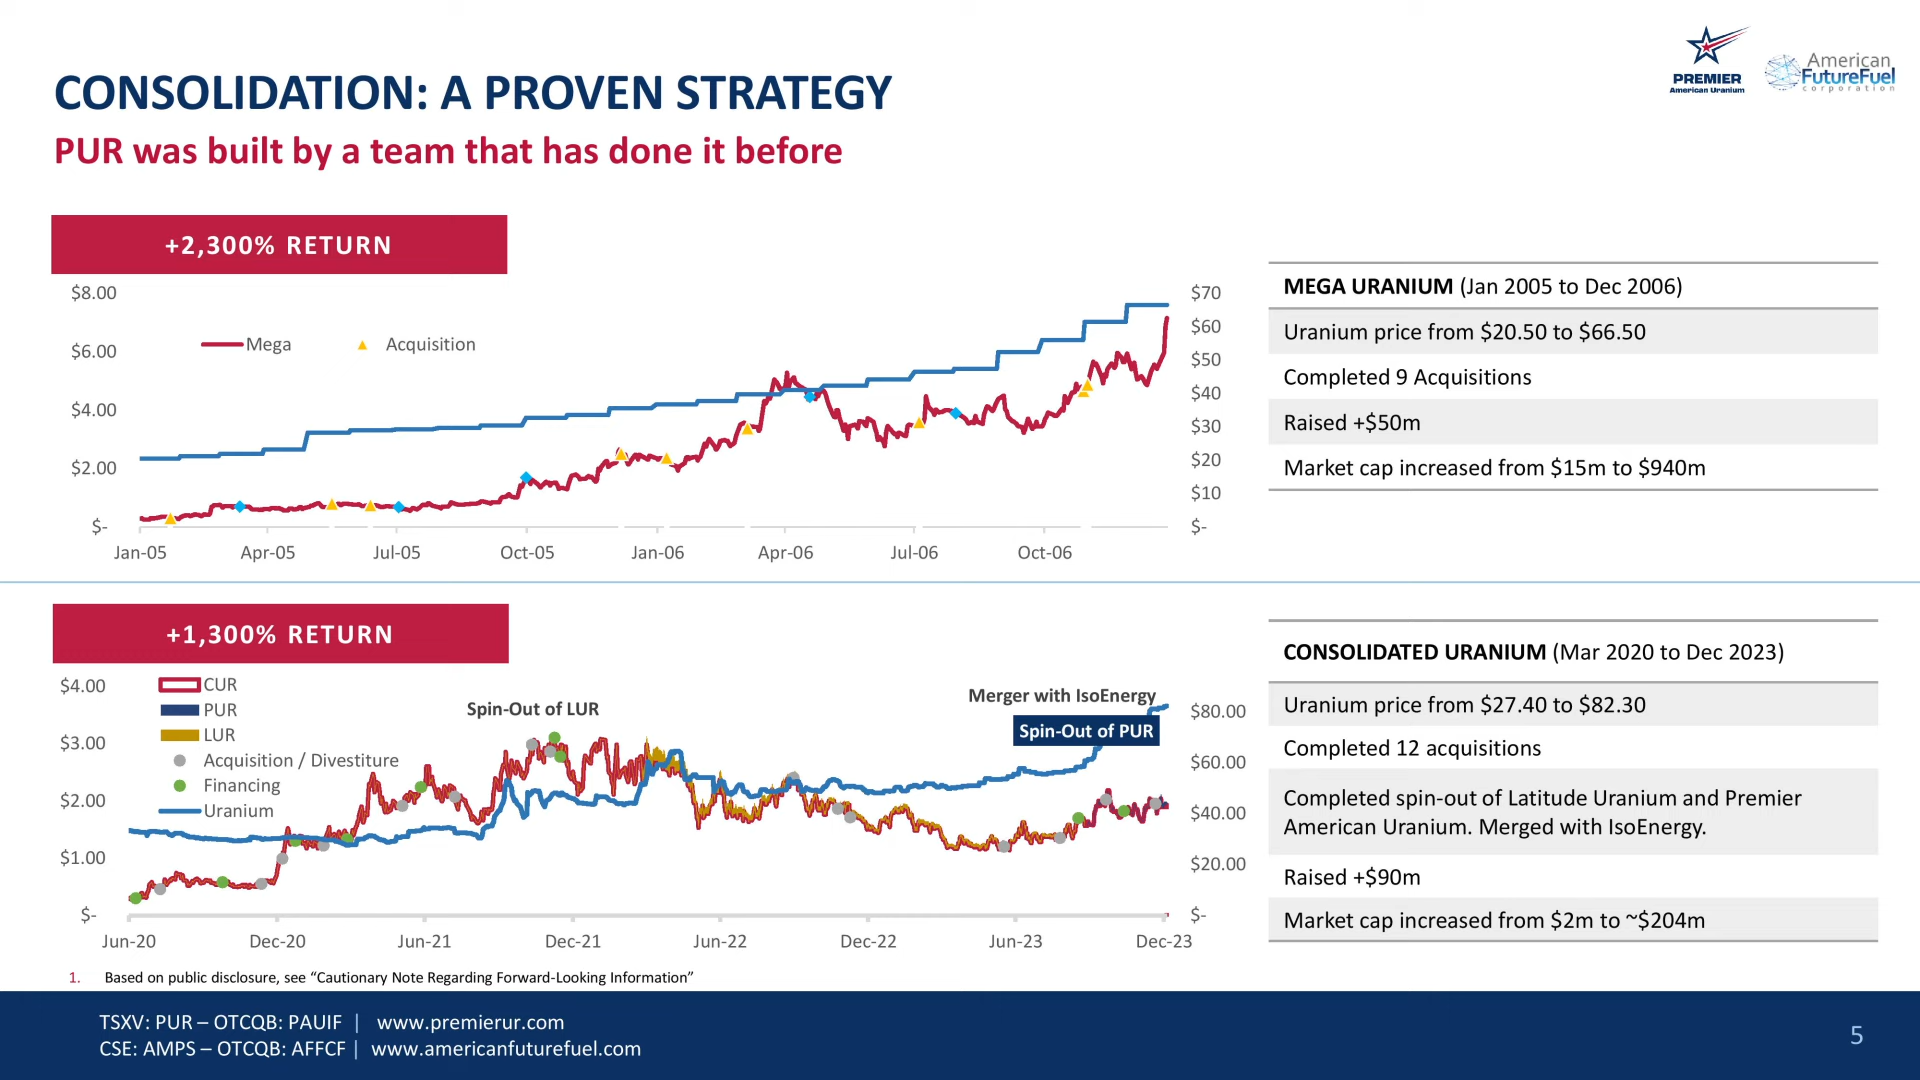 PREMIER
American Uranium
American
FutureFuel
corporation
CONSOLIDATION: A PROVEN STRATEGY
PUR was built by a team that has done it before
+2,300% RETURN
$8.00
$6.00
$4.00
$2.00
$-
Mega
Acquisition
$70
$60
$50
$40
$30
$20
$10
$-
Jan-05
Apr-05
Jul-05
Oct-05
Jan-06
Apr-06
Jul-06
Oct-06
MEGA URANIUM (Jan 2005 to Dec 2006)
Uranium price from $20.50 to $66.50
Completed 9 Acquisitions
Raised +$50m
Market cap increased from $15m to $940m
+1,300% RETURN
$4.00
$3.00
$2.00
$1.00
$-
CUR
PUR
LUR
Acquisition / Divestiture
Financing
Uranium
Spin-Out of LUR
Merger with IsoEnergy
Spin-Out of PUR
$80.00
$60.00
$40.00
$20.00
$-
Jun-20
Dec-20
Jun-21
Dec-21
Jun-22
Dec-22
Jun-23
Dec-23
CONSOLIDATED URANIUM (Mar 2020 to Dec 2023)
Uranium price from $27.40 to $82.30
Completed 12 acquisitions
Completed spin-out of Latitude Uranium and Premier
American Uranium. Merged with IsoEnergy.
Raised +$90m
Market cap increased from $2m to ~$204m
1. Based on public disclosure, see “Cautionary Note Regarding Forward-Looking Information”
TSXV: PUR – OTCQB: PAUIF | www.premierur.com
CSE: AMPS – OTCQB: AFFCF | www.americanfuturefuel.com
5